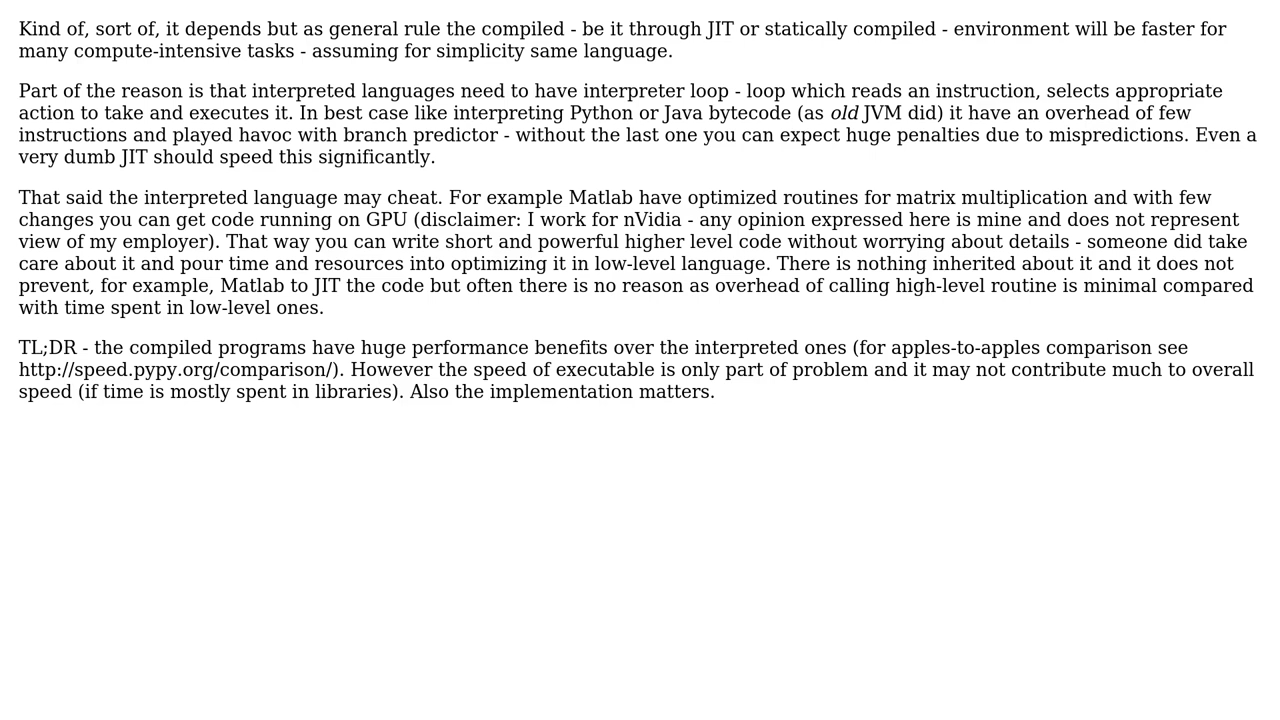 Kind of, sort of, it depends but as general rule the compiled - be it through JIT or statically compiled - environment will be faster for
many compute-intensive tasks - assuming for simplicity same language.
Part of the reason is that interpreted languages need to have interpreter loop - loop which reads an instruction, selects appropriate
action to take and executes it. In best case like interpreting Python or Java bytecode (as old JVM did) it have an overhead of few
instructions and played havoc with branch predictor - without the last one you can expect huge penalties due to mispredictions. Even a
very dumb JIT should speed this significantly.
That said the interpreted language may cheat. For example Matlab have optimized routines for matrix multiplication and with few
changes you can get code running on GPU (disclaimer: I work for nVidia - any opinion expressed here is mine and does not represent
view of my employer). That way you can write short and powerful higher level code without worrying about details - someone did take
care about it and pour time and resources into optimizing it in low-level language. There is nothing inherited about it and it does not
prevent, for example, Matlab to JIT the code but often there is no reason as overhead of calling high-level routine is minimal compared
with time spent in low-level ones.
TL;DR - the compiled programs have huge performance benefits over the interpreted ones (for apples-to-apples comparison see
http://speed.pypy.org/comparison/). However the speed of executable is only part of problem and it may not contribute much to overall
speed (if time is mostly spent in libraries). Also the implementation matters.